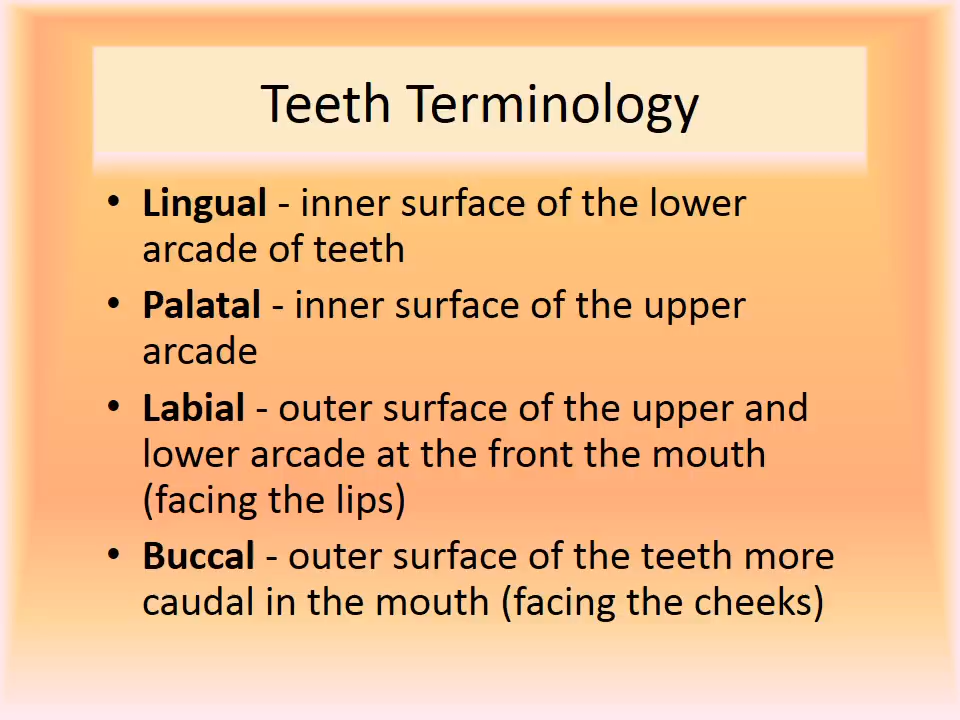 Teeth Terminology
• Lingual - inner surface of the lower
arcade of teeth
• Palatal - inner surface of the upper
arcade
• Labial - outer surface of the upper and
lower arcade at the front the mouth
(facing the lips)
• Buccal - outer surface of the teeth more
caudal in the mouth (facing the cheeks)